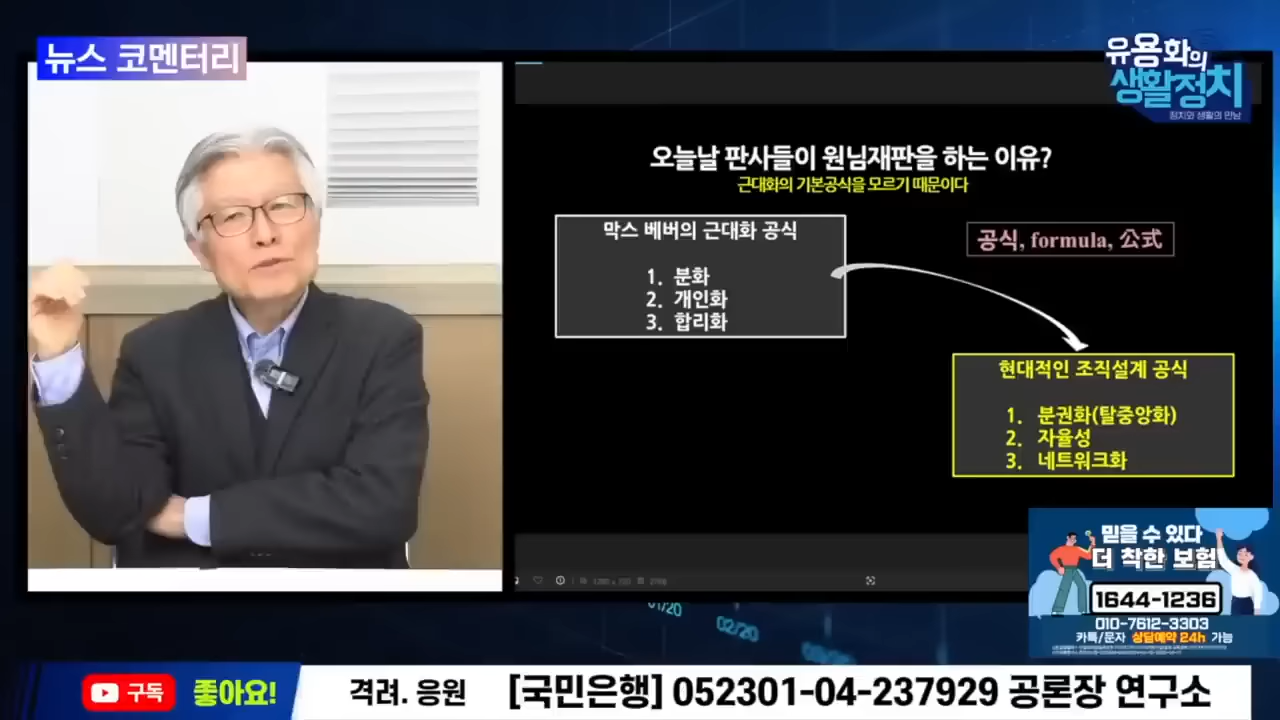 뉴스 코멘터리
유용화의
생활정치
정치와 생활의 만남
오늘날 판사들이 원님재판을 하는 이유?
근대화의 기본공식을 모르기 때문이다
막스 베버의 근대화 공식
1. 분화
2. 개인화
3. 합리화
공식, formula, 公式
현대적인 조직설계 공식
1. 분권화(탈중앙화)
2. 자율성
3. 네트워크화
믿을 수 있다
더 착한 보험
1644-1236
010-7612-3303
카톡/문자 상담예약 24h 가능
01/20
02/20
구독
좋아요!
격려. 응원
[국민은행] 052301-04-237929 공론장 연구소